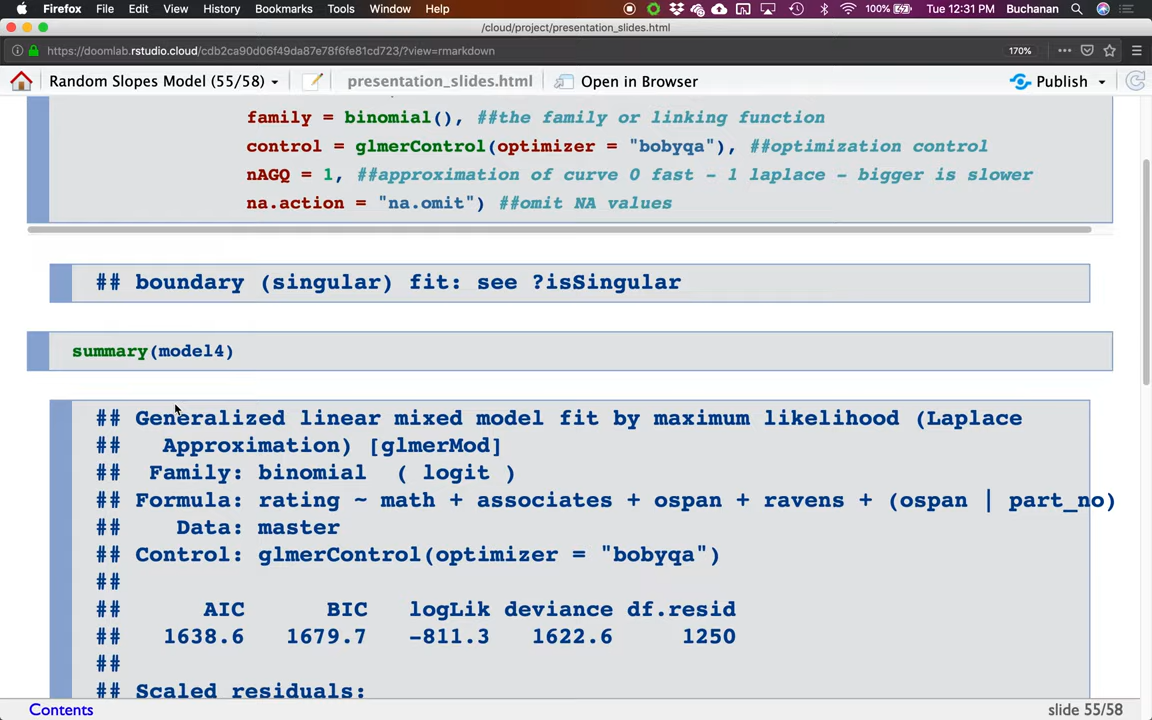 Firefox File Edit View History Bookmarks Tools Window Help 100% Tue 12:31 PM Buchanan
/cloud/project/presentation_slides.html
https://doomlab.rstudio.cloud/cdb2ca90d06f49da87e78f6fe81cd723/?view=rmarkdown 170%
Random Slopes Model (55/58) presentation_slides.html Open in Browser Publish
family = binomial(), ##the family or linking function
control = glmerControl(optimizer = "bobyqa"), ##optimization control
nAGQ = 1, ##approximation of curve 0 fast - 1 laplace - bigger is slower
na.action = "na.omit") ##omit NA values
## boundary (singular) fit: see ?isSingular
summary(model4)
## Generalized linear mixed model fit by maximum likelihood (Laplace
## Approximation) [glmerMod]
## Family: binomial ( logit )
## Formula: rating ~ math + associates + ospan + ravens + (ospan | part_no)
## Data: master
## Control: glmerControl(optimizer = "bobyqa")
##
## AIC BIC logLik deviance df.resid
## 1638.6 1679.7 -811.3 1622.6 1250
##
## Scaled residuals:
Contents slide 55/58